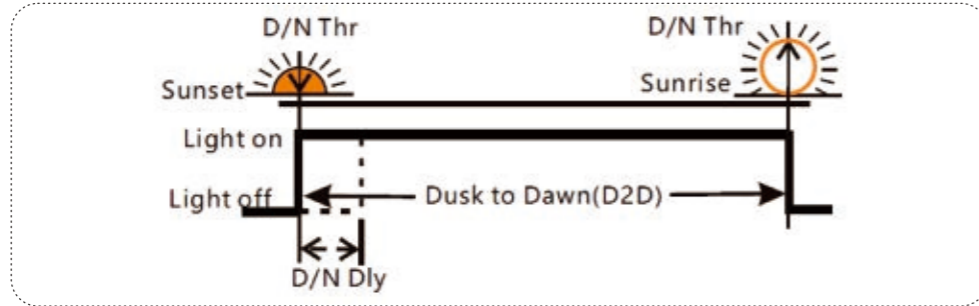 D/N Thr
D/N Thr
Sunset
Sunrise
Light on
Light off
Dusk to Dawn(D2D)
D/N Dly